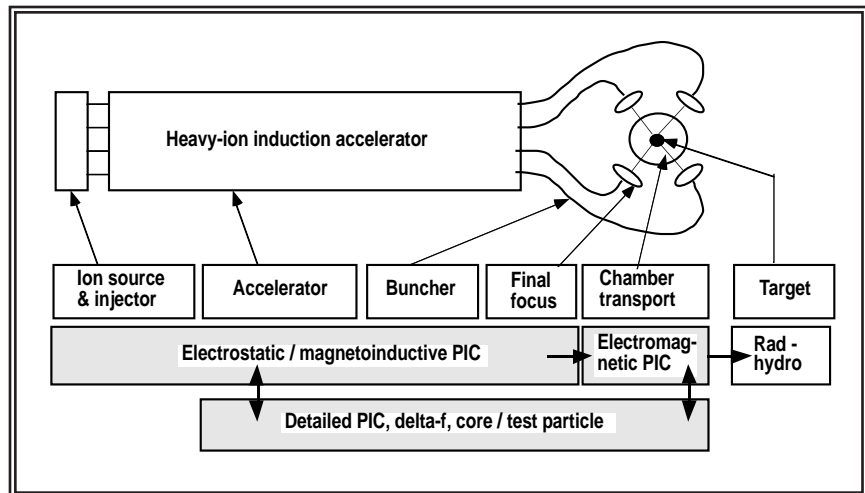 Heavy-ion induction accelerator
Ion source
& injector
Accelerator
Buncher
Final
focus
Chamber
transport
Target
Electrostatic / magnetoinductive PIC
Electromag-
netic PIC
Rad -
hydro
Detailed PIC, delta-f, core / test particle